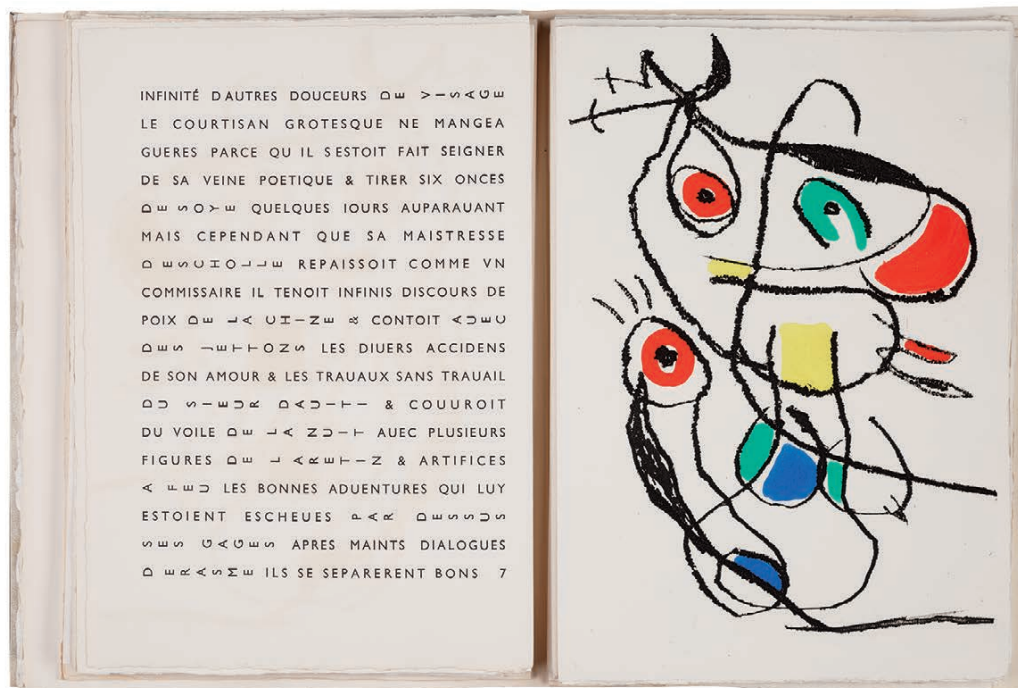 INFINITÉ D AUTRES DOUCEURS DE VISAGE
LE COURTISAN GROTESQUE NE MANGEA
GUERES PARCE QU IL S ESTOIT FAIT SEIGNER
DE SA VEINE POETIQUE & TIRER SIX ONCES
DE SOYE QUELQUES IOURS AUPARAUANT
MAIS CEPENDANT QUE SA MAISTRESSE
DESCHOLLE REPAISSOIT COMME VN
COMMISSAIRE IL TENOIT INFINIS DISCOURS DE
POIX DE LA CHINE & CONTOIT AUEC
DES JETTONS LES DIUERS ACCIDENS
DE SON AMOUR & LES TRAUAUX SANS TRAUAIL
DU SIEUR DAUITI & COUUROIT
DU VOILE DE LA NUIT AUEC PLUSIEURS
FIGURES DE LARETIN & ARTIFICES
A FEU LES BONNES ADUENTURES QUI LUY
ESTOIENT ESCHEUES PAR DESSUS
SES GAGES APRES MAINTS DIALOGUES
DERASME ILS SE SEPARERENT BONS 7